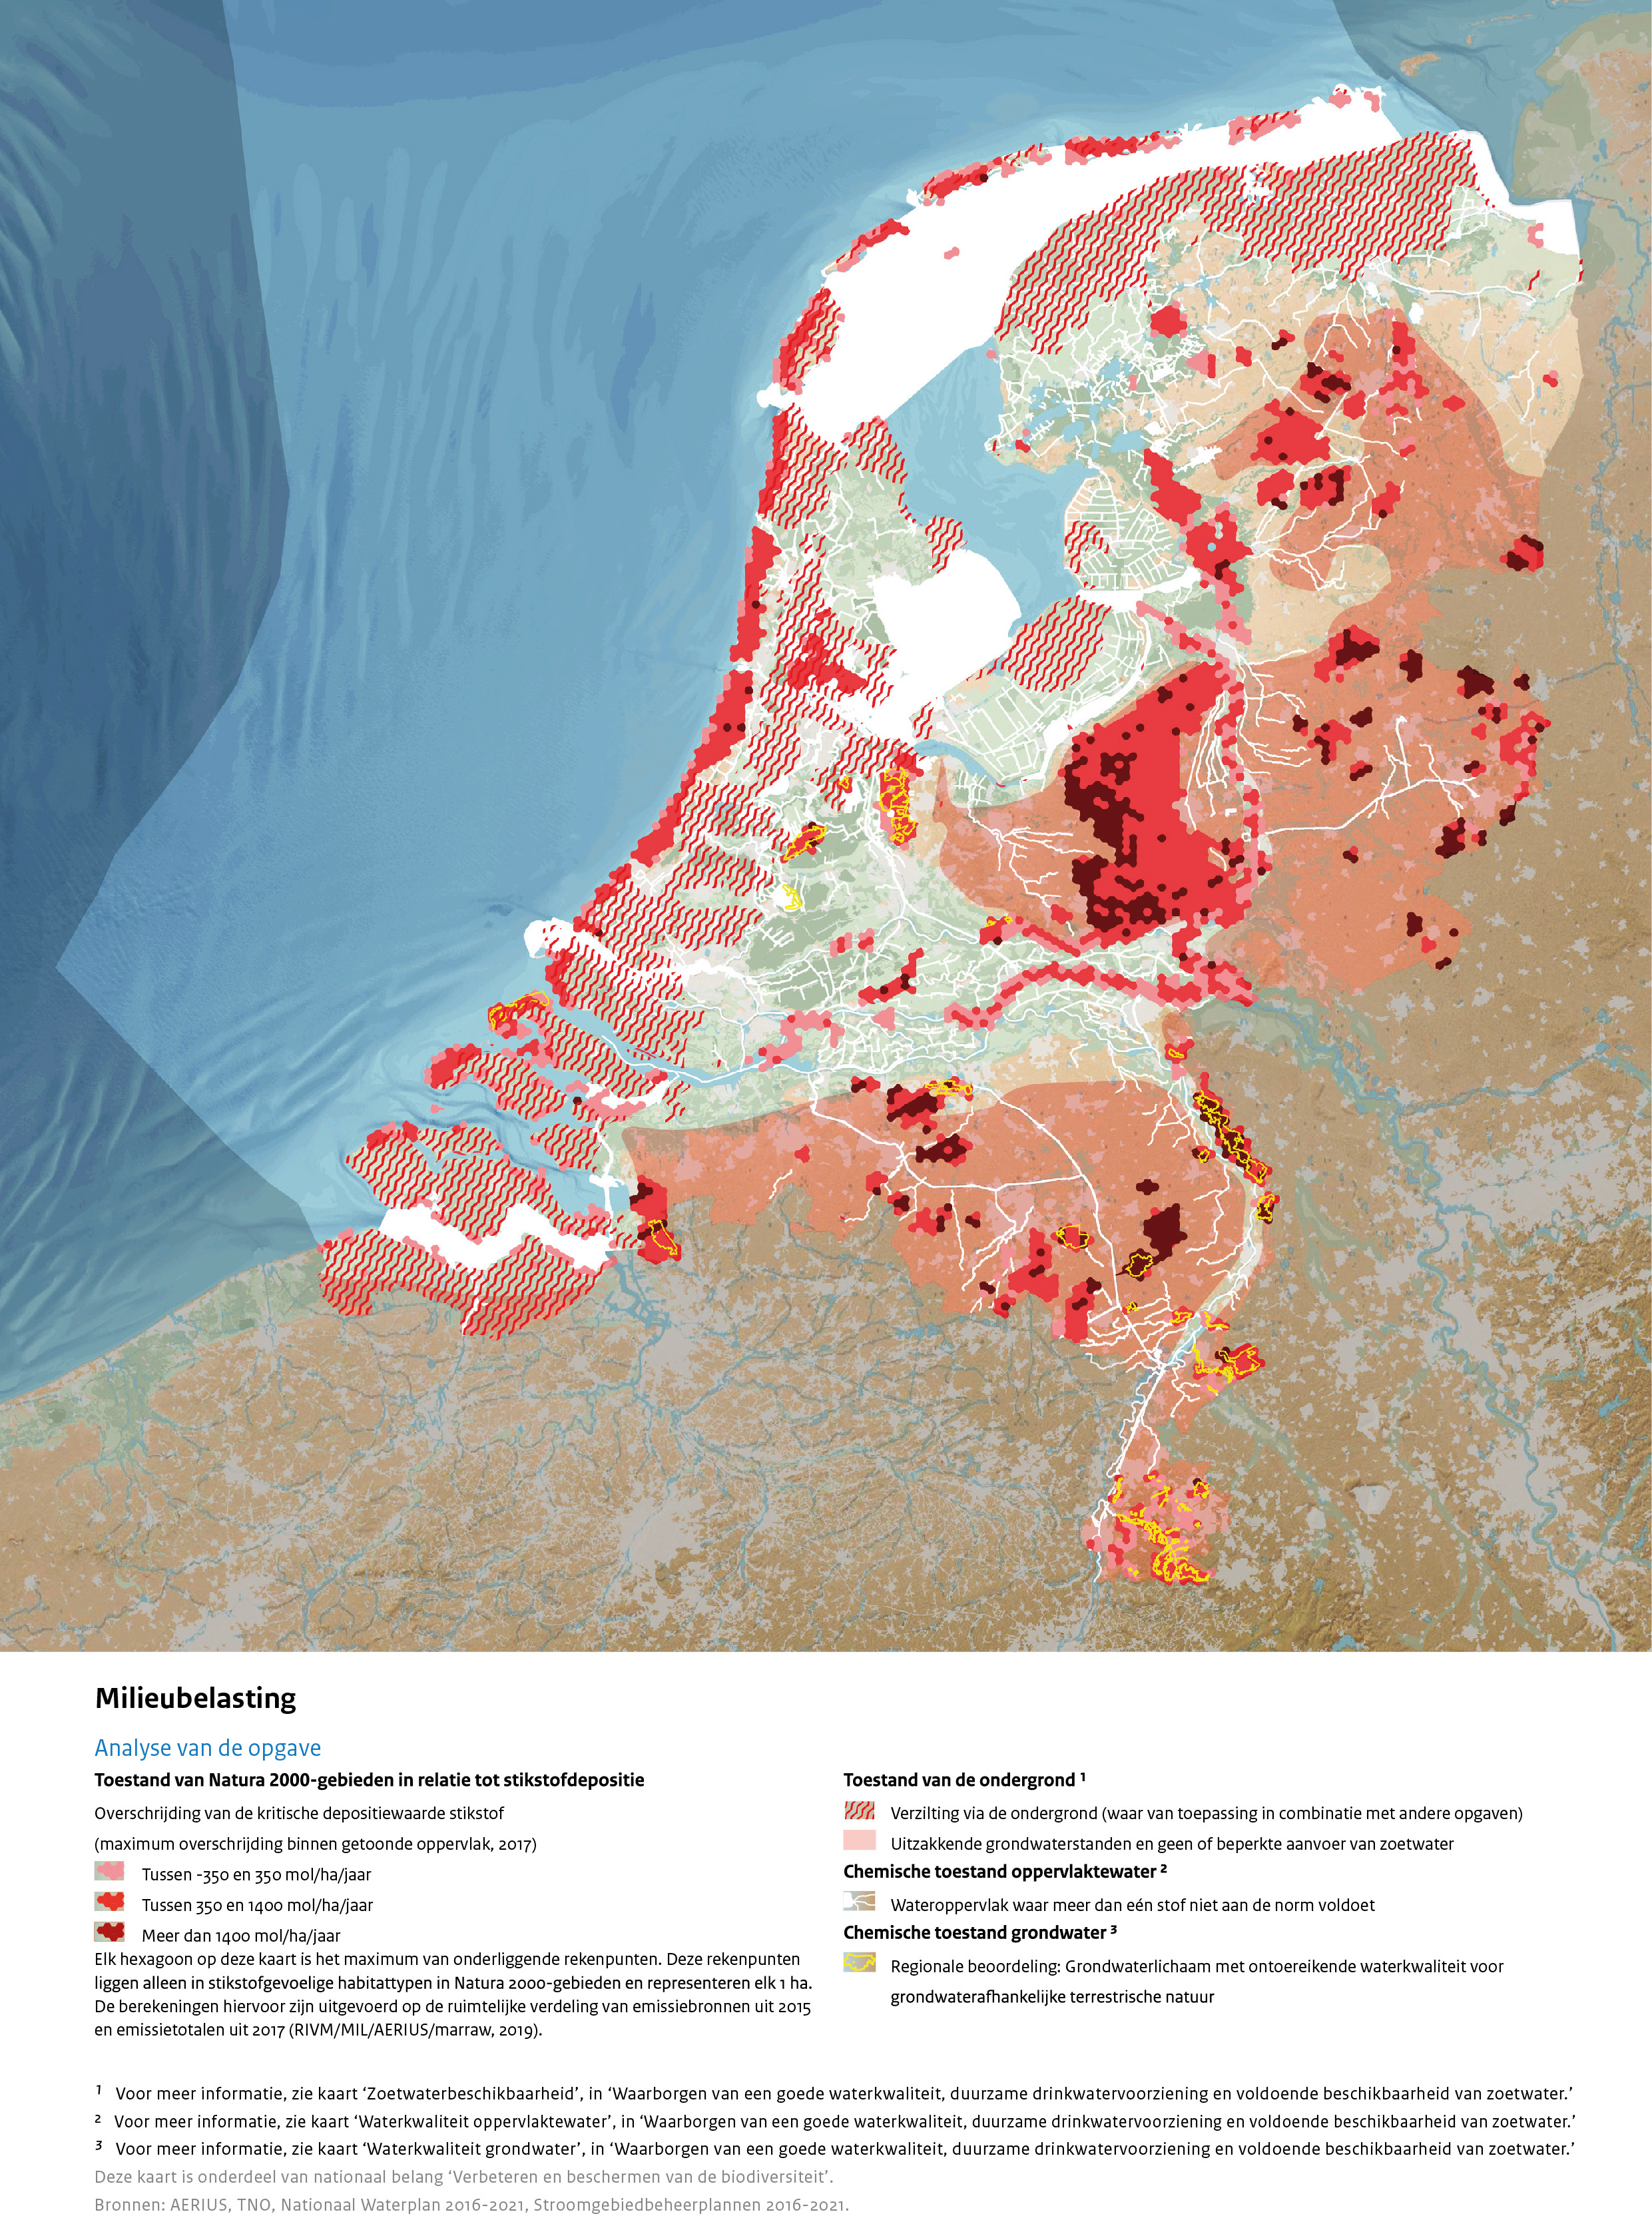 Milieubelasting
Analyse van de opgave
Toestand van Natura 2000-gebieden in relatie tot stikstofdepositie
Overschrijding van de kritische depositiewaarde stikstof
(maximum overschrijding binnen getoonde oppervlak, 2017)
Tussen -350 en 350 mol/ha/jaar
Tussen 350 en 1400 mol/ha/jaar
Meer dan 1400 mol/ha/jaar
Elk hexagoon op deze kaart is het maximum van onderliggende rekenpunten. Deze rekenpunten
liggen alleen in stikstofgevoelige habitattypen in Natura 2000-gebieden en representeren elk 1 ha.
De berekeningen hiervoor zijn uitgevoerd op de ruimtelijke verdeling van emissiebronnen uit 2015
en emissietotalen uit 2017 (RIVM/MIL/AERIUS/marraw, 2019).
Toestand van de ondergrond ¹
Verzilting via de ondergrond (waar van toepassing in combinatie met andere opgaven)
Uitzakkende grondwaterstanden en geen of beperkte aanvoer van zoetwater
Chemische toestand oppervlaktewater ²
Wateroppervlak waar meer dan eén stof niet aan de norm voldoet
Chemische toestand grondwater ³
Regionale beoordeling: Grondwaterlichaam met ontoereikende waterkwaliteit voor
grondwaterafhankelijke terrestrische natuur
¹ Voor meer informatie, zie kaart ‘Zoetwaterbeschikbaarheid’, in ‘Waarborgen van een goede waterkwaliteit, duurzame drinkwatervoorziening en voldoende beschikbaarheid van zoetwater.’
² Voor meer informatie, zie kaart ‘Waterkwaliteit oppervlaktewater’, in ‘Waarborgen van een goede waterkwaliteit, duurzame drinkwatervoorziening en voldoende beschikbaarheid van zoetwater.’
³ Voor meer informatie, zie kaart ‘Waterkwaliteit grondwater’, in ‘Waarborgen van een goede waterkwaliteit, duurzame drinkwatervoorziening en voldoende beschikbaarheid van zoetwater.’
Deze kaart is onderdeel van nationaal belang ‘Verbeteren en beschermen van de biodiversiteit’.
Bronnen: AERIUS, TNO, Nationaal Waterplan 2016-2021, Stroomgebiedbeheerplannen 2016-2021.